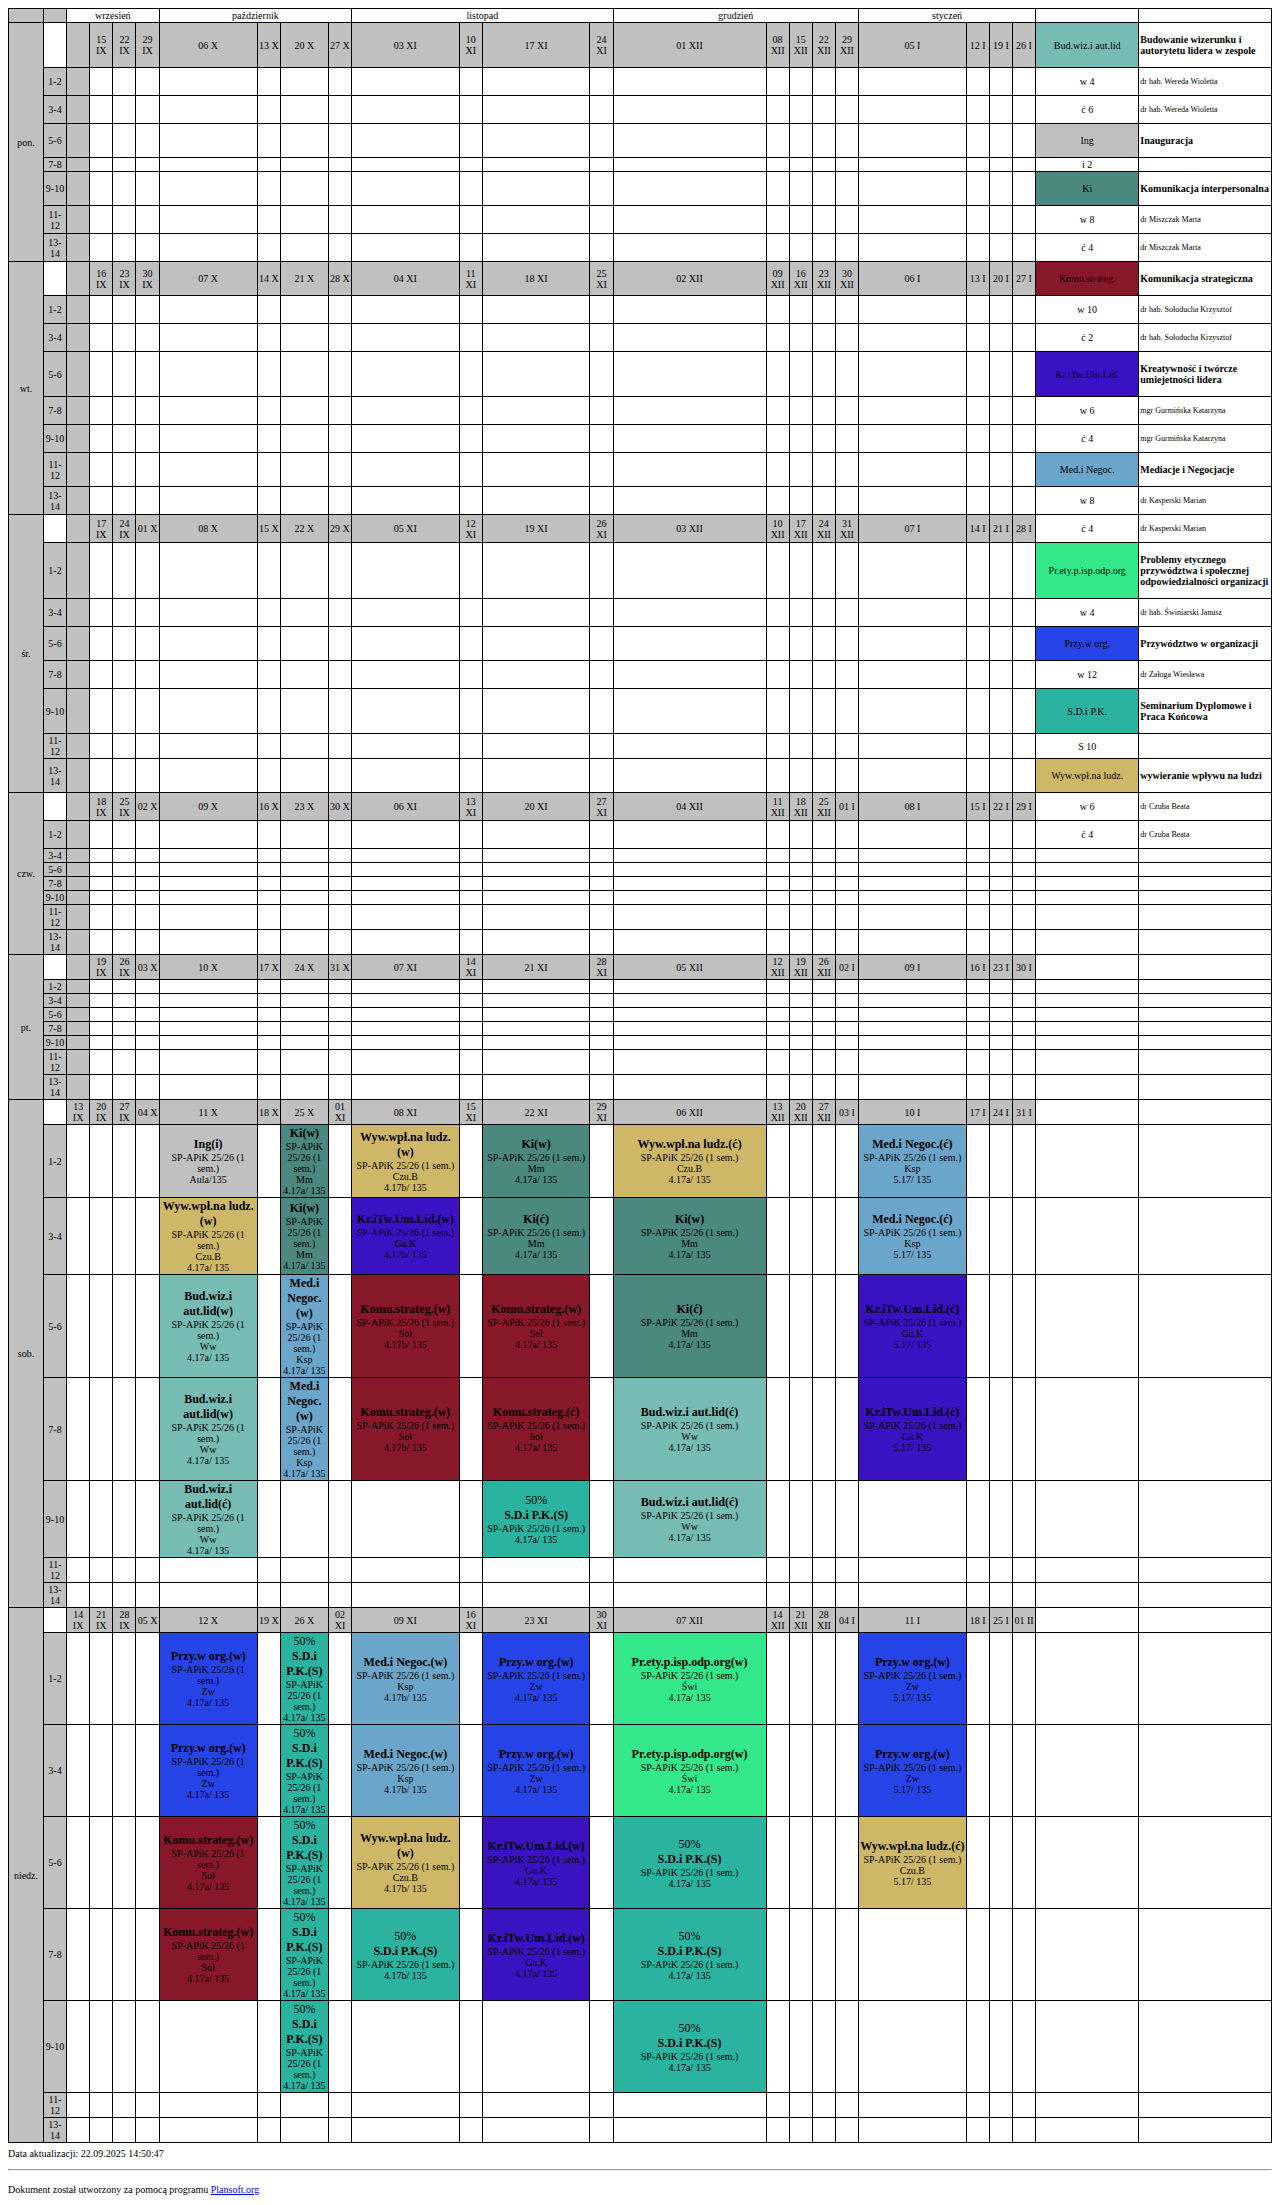 wrzesień październik listopad grudzień styczeń
pon. 15 IX 22 IX 29 IX 06 X 13 X 20 X 27 X 03 XI 10 XI 17 XI 24 XI 01 XII 08 XII 15 XII 22 XII 29 XII 05 I 12 I 19 I 26 I Bud.wiz.i aut.lid Budowanie wizerunku i autorytetu lidera w zespole
1-2 w 4 dr hab. Wereda Wioletta
3-4 ć 6 dr hab. Wereda Wioletta
5-6 Ing Inauguracja
7-8 i 2
9-10 Ki Komunikacja interpersonalna
11-12 w 8 dr Miszczak Marta
13-14 ć 4 dr Miszczak Marta
wt. 16 IX 23 IX 30 IX 07 X 14 X 21 X 28 X 04 XI 11 XI 18 XI 25 XI 02 XII 09 XII 16 XII 23 XII 30 XII 06 I 13 I 20 I 27 I Komu.strateg. Komunikacja strategiczna
1-2 w 10 dr hab. Sołoducha Krzysztof
3-4 ć 2 dr hab. Sołoducha Krzysztof
5-6 Kr.iTw.Um.Lid. Kreatywność i twórcze umiejetności lidera
7-8 w 6 mgr Gurmińska Katarzyna
9-10 ć 4 mgr Gurmińska Katarzyna
11-12 Med.i Negoc. Mediacje i Negocjacje
13-14 w 8 dr Kasperski Marian
śr. 17 IX 24 IX 01 X 08 X 15 X 22 X 29 X 05 XI 12 XI 19 XI 26 XI 03 XII 10 XII 17 XII 24 XII 31 XII 07 I 14 I 21 I 28 I ć 4 dr Kasperski Marian
1-2 Pr.ety.p.isp.odp.org Problemy etycznego przywództwa i społecznej odpowiedzialności organizacji
3-4 w 4 dr hab. Świniarski Janusz
5-6 Przy.w org. Przywództwo w organizacji
7-8 w 12 dr Załoga Wiesława
9-10 S.D.i P.K. Seminarium Dyplomowe i Praca Końcowa
11-12 S 10
13-14 Wyw.wpł.na ludz. wywieranie wpływu na ludzi
czw. 18 IX 25 IX 02 X 09 X 16 X 23 X 30 X 06 XI 13 XI 20 XI 27 XI 04 XII 11 XII 18 XII 25 XII 01 I 08 I 15 I 22 I 29 I w 6 dr Czuba Beata
1-2 ć 4 dr Czuba Beata
3-4
5-6
7-8
9-10
11-12
13-14
pt. 19 IX 26 IX 03 X 10 X 17 X 24 X 31 X 07 XI 14 XI 21 XI 28 XI 05 XII 12 XII 19 XII 26 XII 02 I 09 I 16 I 23 I 30 I
1-2
3-4
5-6
7-8
9-10
11-12
13-14
sob. 13 IX 20 IX 27 IX 04 X 11 X 18 X 25 X 01 XI 08 XI 15 XI 22 XI 29 XI 06 XII 13 XII 20 XII 27 XII 03 I 10 I 17 I 24 I 31 I
1-2 Ing(i) SP-APiK 25/26 (1 sem.) Aula/135 Ki(w) SP-APiK 25/26 (1 sem.) Mm 4.17a/ 135 Wyw.wpł.na ludz.(w) SP-APiK 25/26 (1 sem.) Czu.B 4.17b/ 135 Ki(w) SP-APiK 25/26 (1 sem.) Mm 4.17a/ 135 Wyw.wpł.na ludz.(ć) SP-APiK 25/26 (1 sem.) Czu.B 4.17a/ 135 Med.i Negoc.(ć) SP-APiK 25/26 (1 sem.) Ksp 5.17/ 135
3-4 Wyw.wpł.na ludz.(w) SP-APiK 25/26 (1 sem.) Czu.B 4.17a/ 135 Ki(w) SP-APiK 25/26 (1 sem.) Mm 4.17a/ 135 Kr.iTw.Um.Lid.(w) SP-APiK 25/26 (1 sem.) Gu.K 4.17b/ 135 Ki(ć) SP-APiK 25/26 (1 sem.) Mm 4.17a/ 135 Ki(w) SP-APiK 25/26 (1 sem.) Mm 4.17a/ 135 Med.i Negoc.(ć) SP-APiK 25/26 (1 sem.) Ksp 5.17/ 135
5-6 Bud.wiz.i aut.lid(w) SP-APiK 25/26 (1 sem.) Ww 4.17a/ 135 Med.i Negoc.(w) SP-APiK 25/26 (1 sem.) Ksp 4.17a/ 135 Komu.strateg.(w) SP-APiK 25/26 (1 sem.) Soł 4.17b/ 135 Komu.strateg.(w) SP-APiK 25/26 (1 sem.) Soł 4.17a/ 135 Ki(ć) SP-APiK 25/26 (1 sem.) Mm 4.17a/ 135 Kr.iTw.Um.Lid.(ć) SP-APiK 25/26 (1 sem.) Gu.K 5.17/ 135
7-8 Bud.wiz.i aut.lid(w) SP-APiK 25/26 (1 sem.) Ww 4.17a/ 135 Med.i Negoc.(w) SP-APiK 25/26 (1 sem.) Ksp 4.17a/ 135 Komu.strateg.(w) SP-APiK 25/26 (1 sem.) Soł 4.17b/ 135 Komu.strateg.(ć) SP-APiK 25/26 (1 sem.) Soł 4.17a/ 135 Bud.wiz.i aut.lid(ć) SP-APiK 25/26 (1 sem.) Ww 4.17a/ 135 Kr.iTw.Um.Lid.(ć) SP-APiK 25/26 (1 sem.) Gu.K 5.17/ 135
9-10 Bud.wiz.i aut.lid(ć) SP-APiK 25/26 (1 sem.) Ww 4.17a/ 135 50% S.D.i P.K.(S) SP-APiK 25/26 (1 sem.) 4.17a/ 135 Bud.wiz.i aut.lid(ć) SP-APiK 25/26 (1 sem.) Ww 4.17a/ 135
11-12
13-14
niedz. 14 IX 21 IX 28 IX 05 X 12 X 19 X 26 X 02 XI 09 XI 16 XI 23 XI 30 XI 07 XII 14 XII 21 XII 28 XII 04 I 11 I 18 I 25 I 01 II
1-2 Przy.w org.(w) SP-APiK 25/26 (1 sem.) Zw 4.17a/ 135 50% S.D.i P.K.(S) SP-APiK 25/26 (1 sem.) 4.17a/ 135 Med.i Negoc.(w) SP-APiK 25/26 (1 sem.) Ksp 4.17b/ 135 Przy.w org.(w) SP-APiK 25/26 (1 sem.) Zw 4.17a/ 135 Pr.ety.p.isp.odp.org(w) SP-APiK 25/26 (1 sem.) Świ 4.17a/ 135 Przy.w org.(w) SP-APiK 25/26 (1 sem.) Zw 5.17/ 135
3-4 Przy.w org.(w) SP-APiK 25/26 (1 sem.) Zw 4.17a/ 135 50% S.D.i P.K.(S) SP-APiK 25/26 (1 sem.) 4.17a/ 135 Med.i Negoc.(w) SP-APiK 25/26 (1 sem.) Ksp 4.17b/ 135 Przy.w org.(w) SP-APiK 25/26 (1 sem.) Zw 4.17a/ 135 Pr.ety.p.isp.odp.org(w) SP-APiK 25/26 (1 sem.) Świ 4.17a/ 135 Przy.w org.(w) SP-APiK 25/26 (1 sem.) Zw 5.17/ 135
5-6 Komu.strateg.(w) SP-APiK 25/26 (1 sem.) Soł 4.17a/ 135 50% S.D.i P.K.(S) SP-APiK 25/26 (1 sem.) 4.17a/ 135 Wyw.wpł.na ludz.(w) SP-APiK 25/26 (1 sem.) Czu.B 4.17b/ 135 Kr.iTw.Um.Lid.(w) SP-APiK 25/26 (1 sem.) Gu.K 4.17a/ 135 50% S.D.i P.K.(S) SP-APiK 25/26 (1 sem.) 4.17a/ 135 Wyw.wpł.na ludz.(ć) SP-APiK 25/26 (1 sem.) Czu.B 5.17/ 135
7-8 Komu.strateg.(w) SP-APiK 25/26 (1 sem.) Soł 4.17a/ 135 50% S.D.i P.K.(S) SP-APiK 25/26 (1 sem.) 4.17a/ 135 50% S.D.i P.K.(S) SP-APiK 25/26 (1 sem.) 4.17b/ 135 Kr.iTw.Um.Lid.(w) SP-APiK 25/26 (1 sem.) Gu.K 4.17a/ 135 50% S.D.i P.K.(S) SP-APiK 25/26 (1 sem.) 4.17a/ 135
9-10 50% S.D.i P.K.(S) SP-APiK 25/26 (1 sem.) 4.17a/ 135 50% S.D.i P.K.(S) SP-APiK 25/26 (1 sem.) 4.17a/ 135
11-12
13-14
Data aktualizacji: 22.09.2025 14:50:47
Dokument został utworzony za pomocą programu Plansoft.org